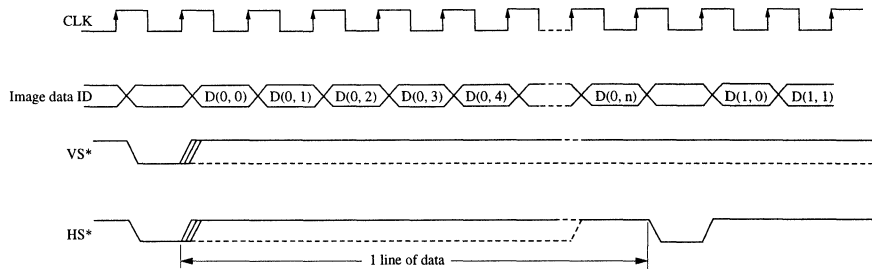 CLK
Image data ID D(0, 0) D(0, 1) D(0, 2) D(0, 3) D(0, 4) D(0, n) D(1, 0) D(1, 1)
VS*
HS*
1 line of data